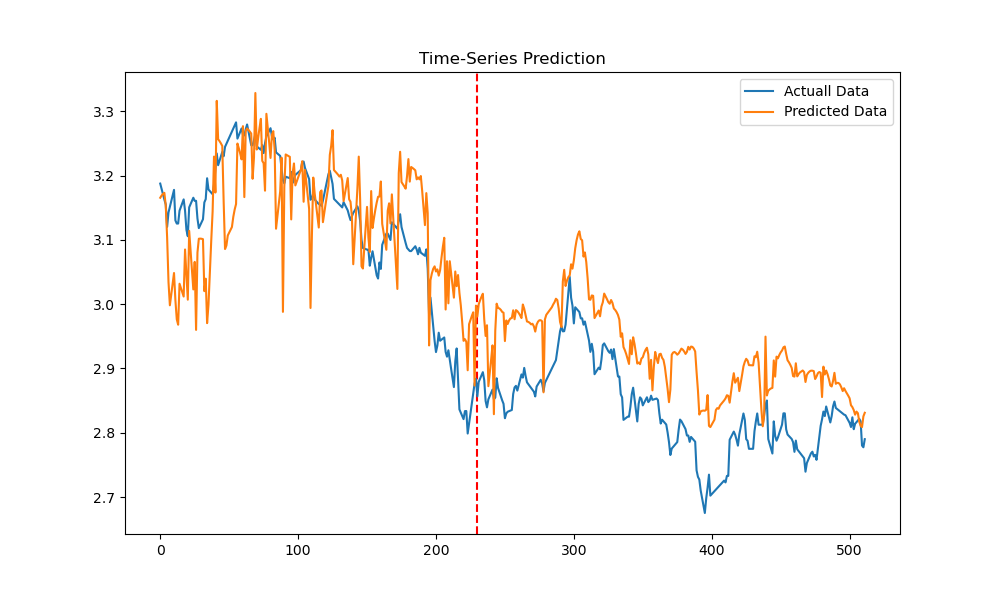 Time-Series Prediction
Actuall Data
Predicted Data
3.3
3.2
3.1
3.0
2.9
2.8
2.7
0 100 200 300 400 500